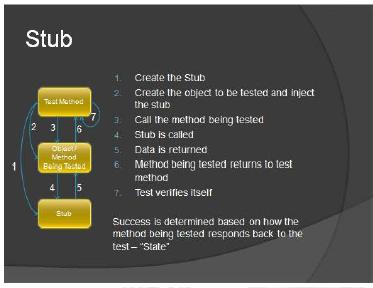 Stub
1. Create the Stub
2. Create the object to be tested and inject
the stub
3. Call the method being tested
4. Stub is called
5. Data is returned
6. Method being tested returns to test
method
7. Test verifies itself
Success is determined based on how the
method being tested responds back to the
test – "State"
Test Method
7
2
3
6
Object/
Method
Being Tested
1
4
5
Stub